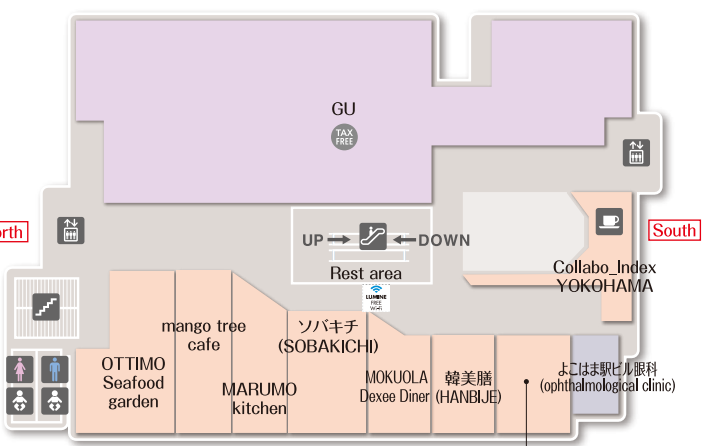 GU
TAX
FREE
rth
South
UP
DOWN
Rest area
LUMINE
FREE
Wi-Fi
Collabo_Index
YOKOHAMA
mango tree
cafe
ソバキチ
(SOBAKICHI)
OTTIMO
Seafood
garden
MARUMO
kitchen
MOKUOLA
Dexee Diner
韓美膳
(HANBIJE)
よこはま駅ビル眼科
(ophthalmological clinic)